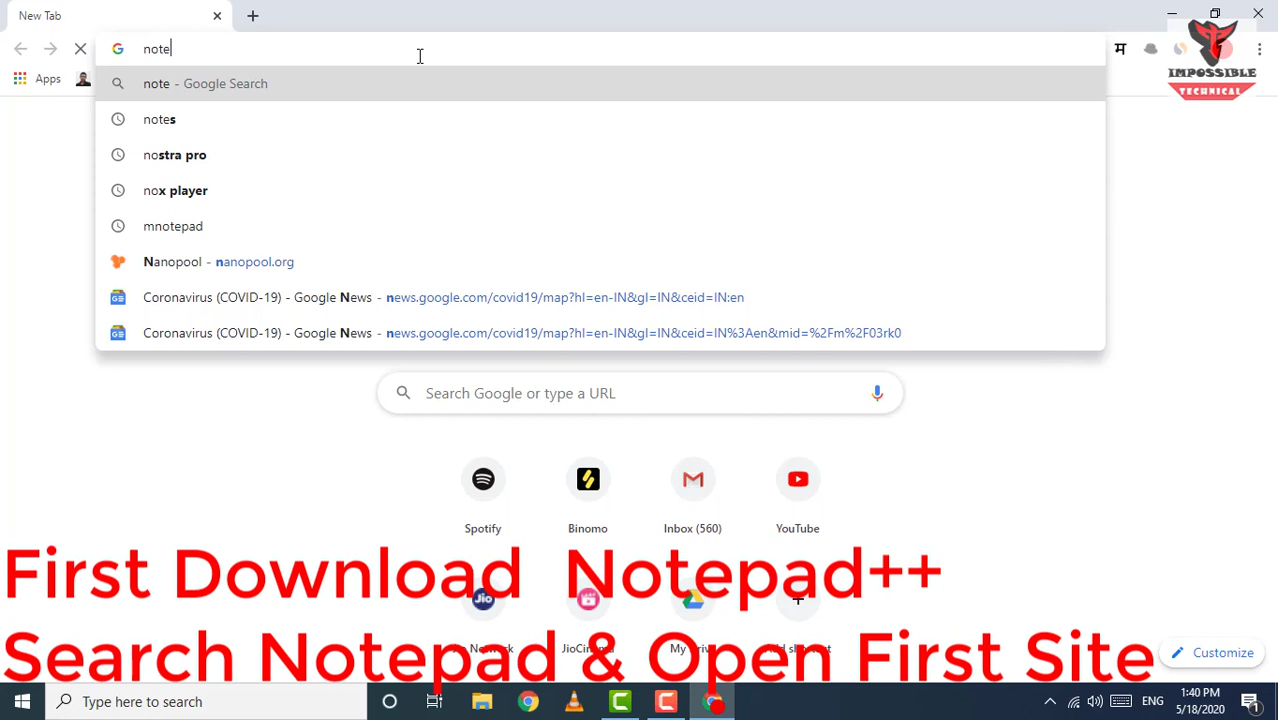 New Tab
note
Apps
note - Google Search
notes
nostra pro
nox player
mnotepad
Nanopool - nanopool.org
Coronavirus (COVID-19) - Google News - news.google.com/covid19/map?hl=en-IN&gl=IN&ceid=IN:en
Coronavirus (COVID-19) - Google News - news.google.com/covid19/map?hl=en-IN&gl=IN&ceid=IN%3Aen&mid=%2Fm%2F03rk0
म
IMPOSSIBLE
TECHNICAL
Search Google or type a URL
Spotify
Binomo
Inbox (560)
YouTube
First Download Notepad++
Jio
JioCinema
Search Notepad & Open First Site
Customize
Type here to search
ENG
1:40 PM
5/18/2020
1